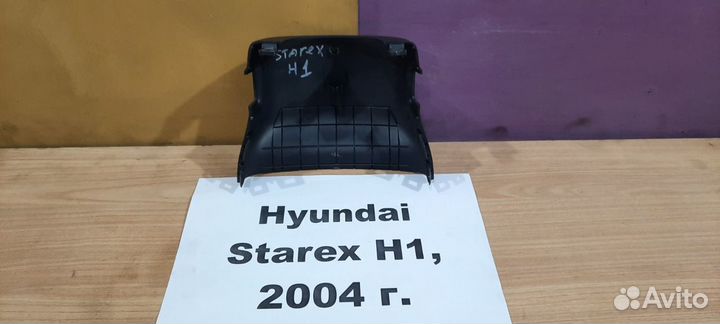 Starex
H1
Hyundai
Starex H1,
2004 г.
Avito